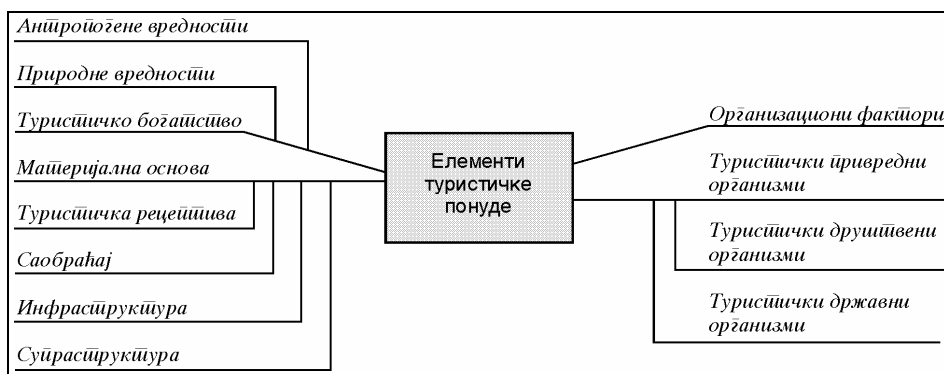 Антропогене вредности
Природне вредности
Туристичко богатство
Материјална основа
Туристичка рецептива
Саобраћај
Инфраструктура
Супраструктура
Елементи
туристичке
понуде
Организациони фактори
Туристички привредни
организми
Туристички друштвени
организми
Туристички државни
организми